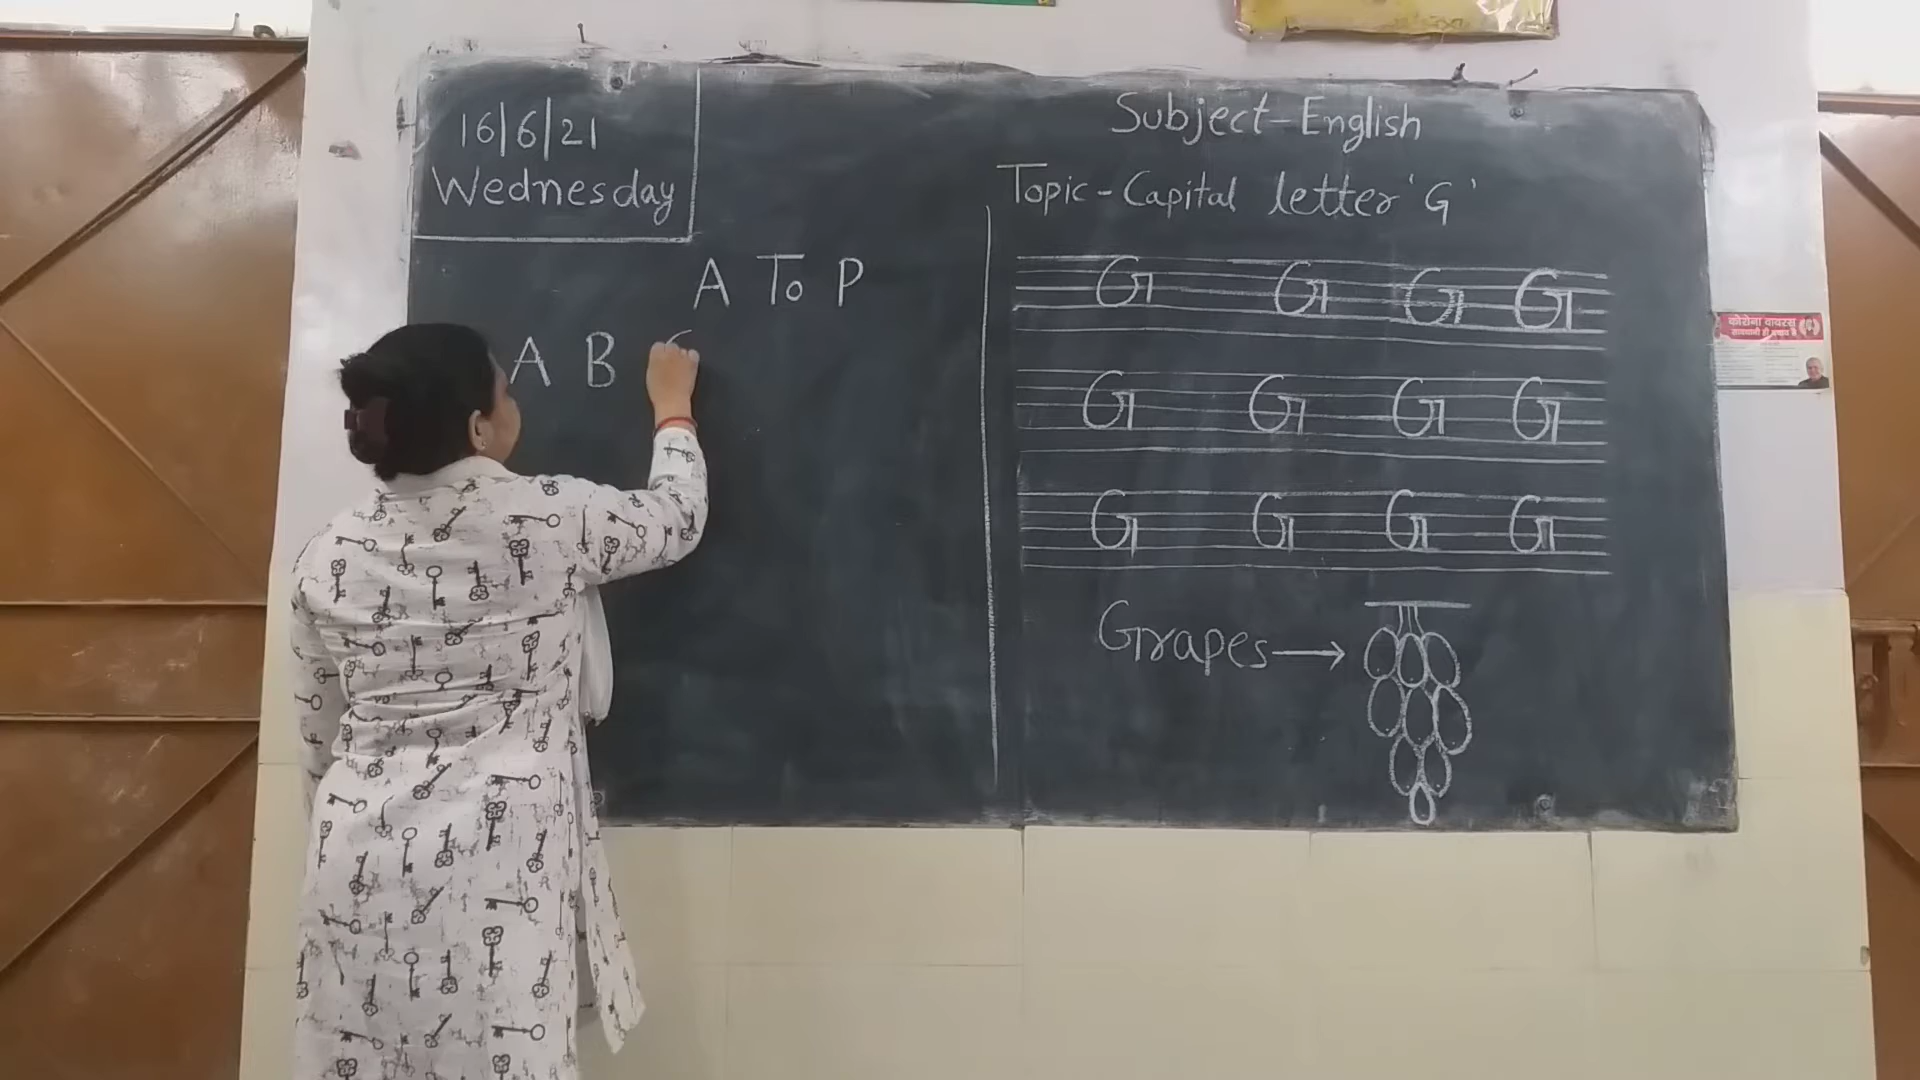 16/6/21
Wednesday
Subject-English
Topic-Capital letter 'G'
A To P
A B C
G G G G
G G G G
G G G G
Grapes→
कोरोना वायरस